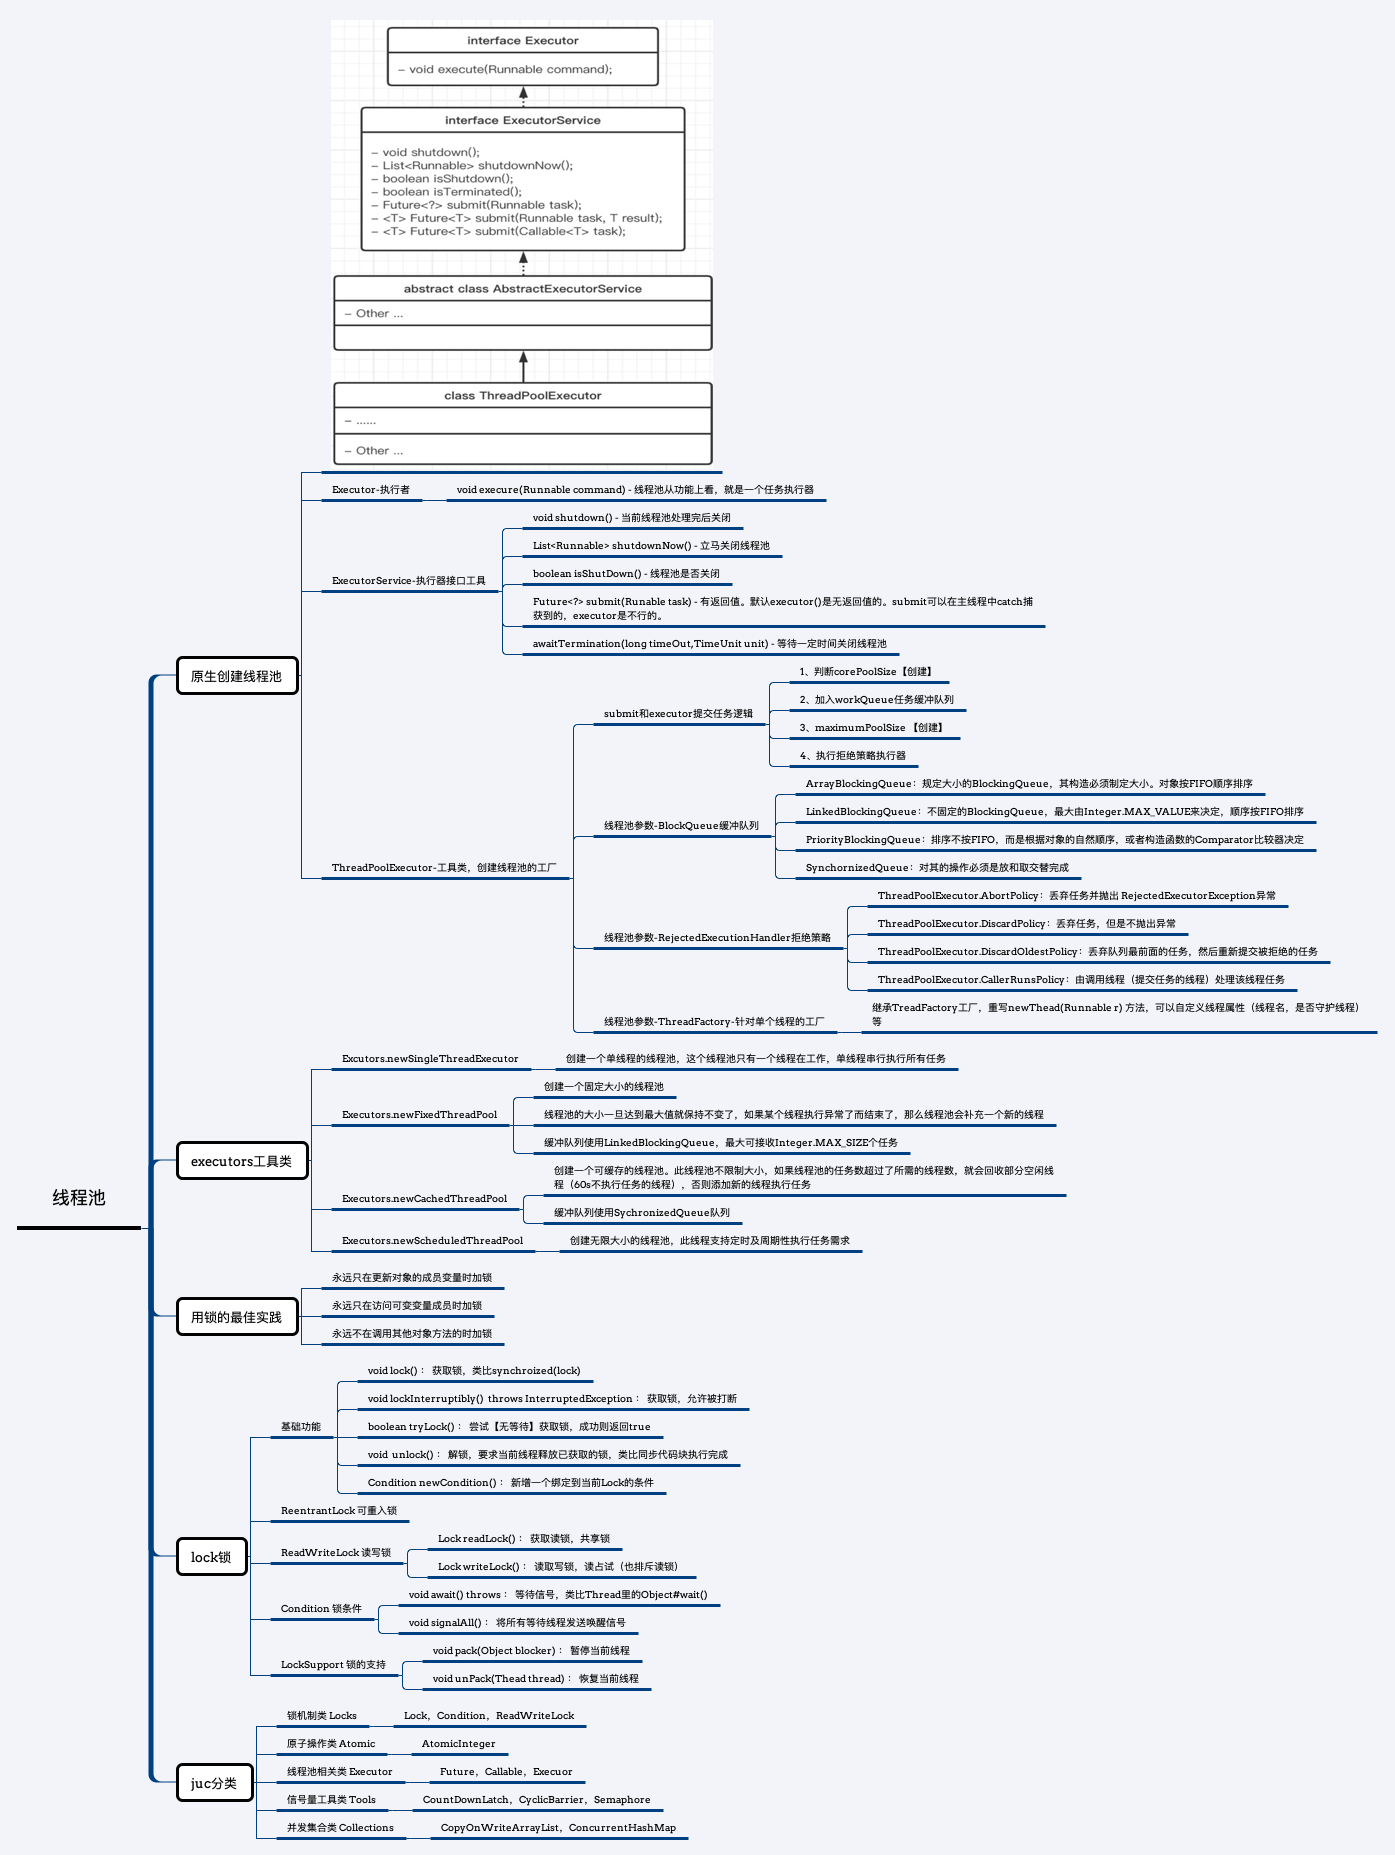 interface Executor
– void execute(Runnable command);
interface ExecutorService
– void shutdown();
– List<Runnable> shutdownNow();
– boolean isShutdown();
– boolean isTerminated();
– Future<?> submit(Runnable task);
– <T> Future<T> submit(Runnable task, T result);
– <T> Future<T> submit(Callable<T> task);
abstract class AbstractExecutorService
– Other ...
class ThreadPoolExecutor
– ......
– Other ...
线程池
原生创建线程池
Executor-执行者
void execure(Runnable command) - 线程池从功能上看，就是一个任务执行器
ExecutorService-执行器接口工具
void shutdown() - 当前线程池处理完后关闭
List<Runnable> shutdownNow() - 立马关闭线程池
boolean isShutDown() - 线程池是否关闭
Future<?> submit(Runable task) - 有返回值。默认executor()是无返回值的。submit可以在主线程中catch捕
获到的，executor是不行的。
awaitTermination(long timeOut,TimeUnit unit) - 等待一定时间关闭线程池
ThreadPoolExecutor-工具类，创建线程池的工厂
submit和executor提交任务逻辑
1、判断corePoolSize【创建】
2、加入workQueue任务缓冲队列
3、maximumPoolSize 【创建】
4、执行拒绝策略执行器
线程池参数-BlockQueue缓冲队列
ArrayBlockingQueue：规定大小的BlockingQueue，其构造必须制定大小。对象按FIFO顺序排序
LinkedBlockingQueue：不固定的BlockingQueue，最大由Integer.MAX_VALUE来决定，顺序按FIFO排序
PriorityBlockingQueue：排序不按FIFO，而是根据对象的自然顺序，或者构造函数的Comparator比较器决定
SynchornizedQueue：对其的操作必须是放和取交替完成
线程池参数-RejectedExecutionHandler拒绝策略
ThreadPoolExecutor.AbortPolicy：丢弃任务并抛出 RejectedExecutorException异常
ThreadPoolExecutor.DiscardPolicy：丢弃任务，但是不抛出异常
ThreadPoolExecutor.DiscardOldestPolicy：丢弃队列最前面的任务，然后重新提交被拒绝的任务
ThreadPoolExecutor.CallerRunsPolicy：由调用线程（提交任务的线程）处理该线程任务
线程池参数-ThreadFactory-针对单个线程的工厂
继承TreadFactory工厂，重写newThead(Runnable r) 方法，可以自定义线程属性（线程名，是否守护线程）
等
executors工具类
Excutors.newSingleThreadExecutor
创建一个单线程的线程池，这个线程池只有一个线程在工作，单线程串行执行所有任务
Executors.newFixedThreadPool
创建一个固定大小的线程池
线程池的大小一旦达到最大值就保持不变了，如果某个线程执行异常了而结束了，那么线程池会补充一个新的线程
缓冲队列使用LinkedBlockingQueue，最大可接收Integer.MAX_SIZE个任务
Executors.newCachedThreadPool
创建一个可缓存的线程池。此线程池不限制大小，如果线程池的任务数超过了所需的线程数，就会回收部分空闲线
程（60s不执行任务的线程），否则添加新的线程执行任务
缓冲队列使用SychronizedQueue队列
Executors.newScheduledThreadPool
创建无限大小的线程池，此线程支持定时及周期性执行任务需求
用锁的最佳实践
永远只在更新对象的成员变量时加锁
永远只在访问可变变量成员时加锁
永远不在调用其他对象方法的时加锁
lock锁
基础功能
void lock()： 获取锁，类比synchroized(lock)
void lockInterruptibly() throws InterruptedException： 获取锁，允许被打断
boolean tryLock()： 尝试【无等待】获取锁，成功则返回true
void unlock()： 解锁，要求当前线程释放已获取的锁，类比同步代码块执行完成
Condition newCondition()： 新增一个绑定到当前Lock的条件
ReentrantLock 可重入锁
ReadWriteLock 读写锁
Lock readLock()： 获取读锁，共享锁
Lock writeLock()： 读取写锁，读占试（也排斥读锁）
Condition 锁条件
void await() throws： 等待信号，类比Thread里的Object#wait()
void signalAll()： 将所有等待线程发送唤醒信号
LockSupport 锁的支持
void pack(Object blocker)： 暂停当前线程
void unPack(Thead thread)： 恢复当前线程
juc分类
锁机制类 Locks
Lock，Condition，ReadWriteLock
原子操作类 Atomic
AtomicInteger
线程池相关类 Executor
Future，Callable，Execuor
信号量工具类 Tools
CountDownLatch，CyclicBarrier，Semaphore
并发集合类 Collections
CopyOnWriteArrayList，ConcurrentHashMap